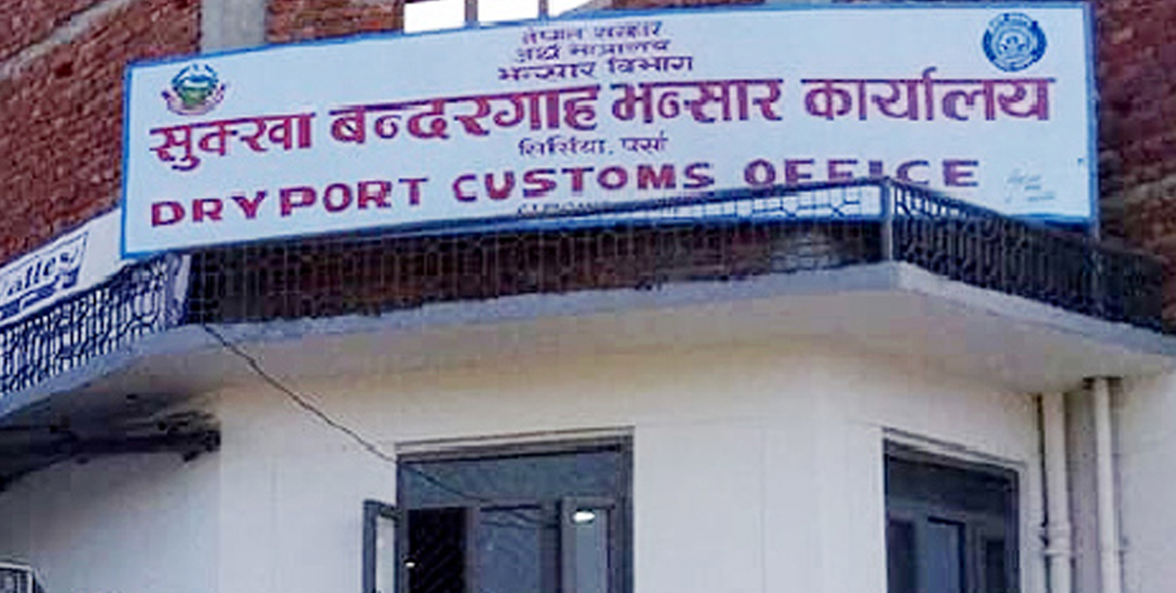 नेपाल सरकार
अर्थ मन्त्रालय
भन्सार विभाग
सुक्खा बन्दरगाह भन्सार कार्यालय
सिर्सिया, पर्सा
DRYPORT CUSTOMS OFFICE